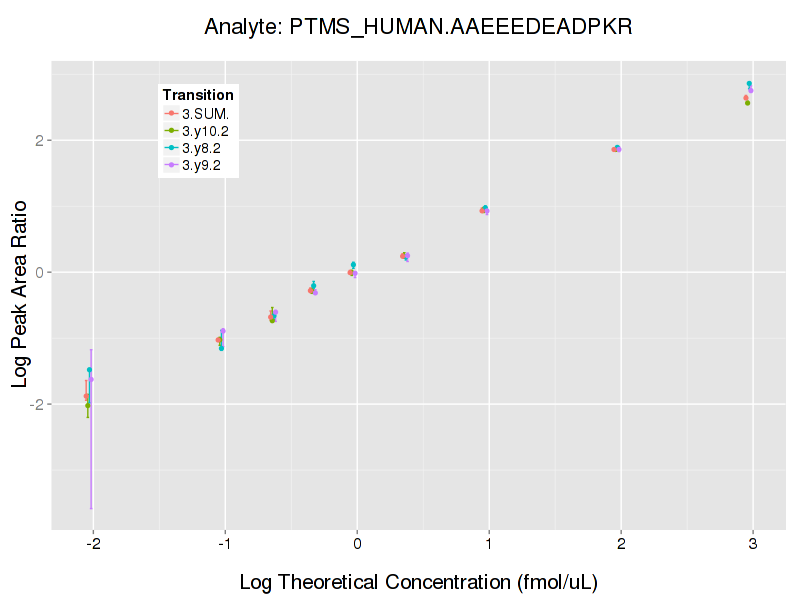 Analyte: PTMS_HUMAN.AAEEEDEADPKR
Transition
3.SUM.
3.y10.2
3.y8.2
3.y9.2
Log Peak Area Ratio
2
0
-2
-2 -1 0 1 2 3
Log Theoretical Concentration (fmol/uL)